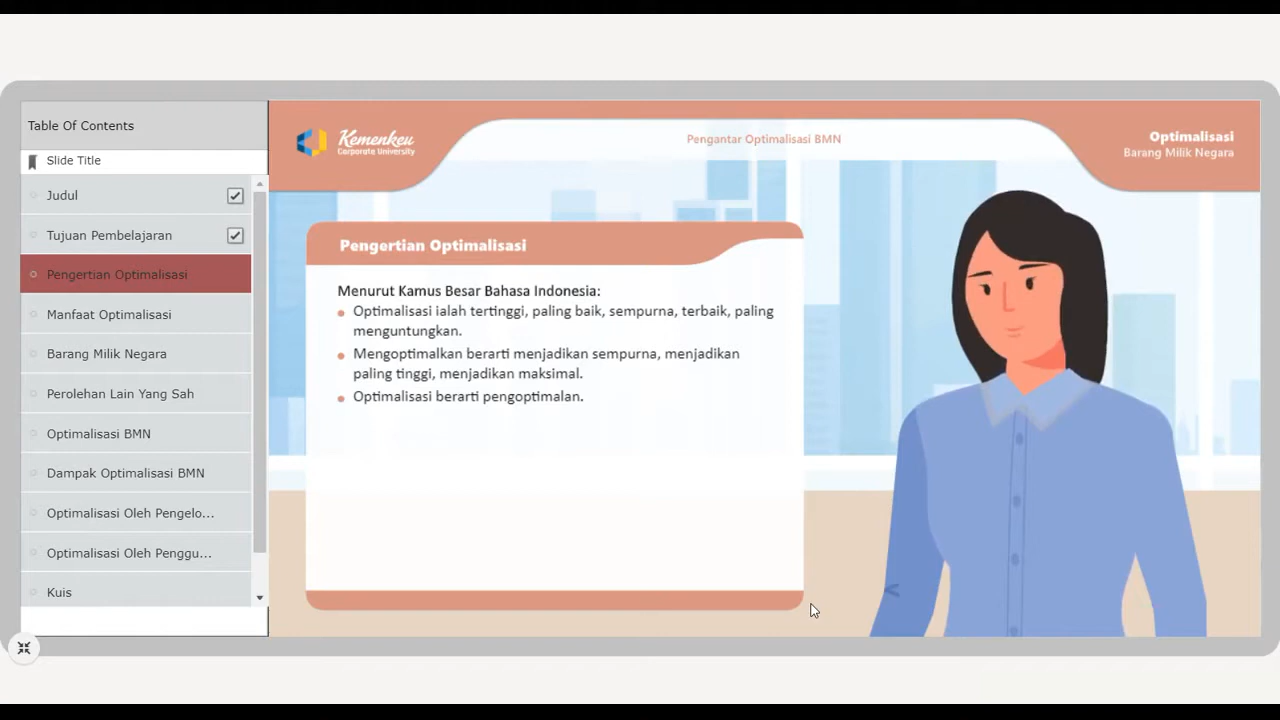 Table Of Contents
Slide Title
Judul
Tujuan Pembelajaran
Pengertian Optimalisasi
Manfaat Optimalisasi
Barang Milik Negara
Perolehan Lain Yang Sah
Optimalisasi BMN
Dampak Optimalisasi BMN
Optimalisasi Oleh Pengelo...
Optimalisasi Oleh Penggu...
Kuis
Kemenkeu
Corporate University
Pengantar Optimalisasi BMN
Optimalisasi
Barang Milik Negara
Pengertian Optimalisasi
Menurut Kamus Besar Bahasa Indonesia:
Optimalisasi ialah tertinggi, paling baik, sempurna, terbaik, paling
menguntungkan.
Mengoptimalkan berarti menjadikan sempurna, menjadikan
paling tinggi, menjadikan maksimal.
Optimalisasi berarti pengoptimalan.